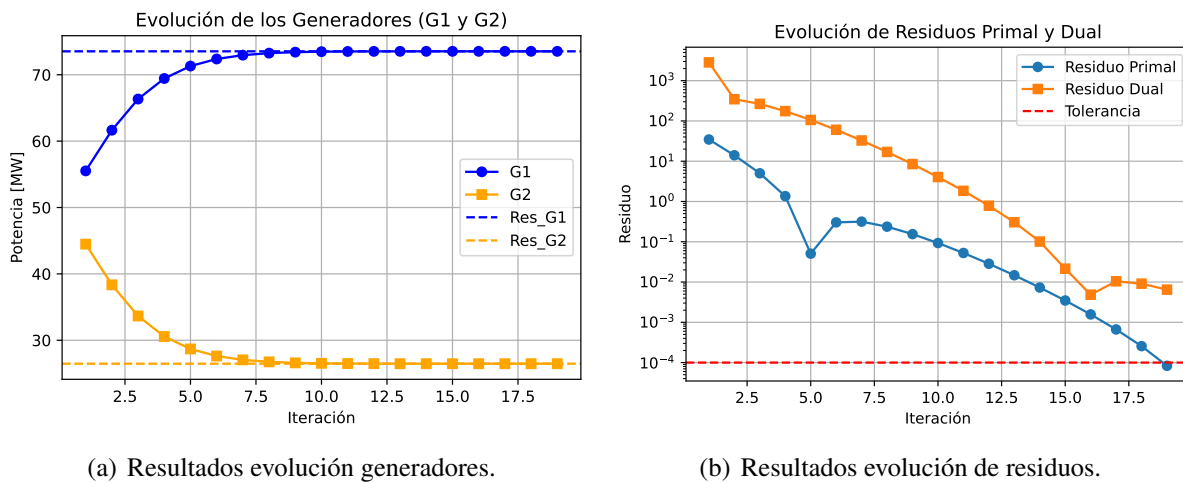 Evolución de los Generadores (G1 y G2)
Potencia [MW]
70
60
50
40
30
G1
G2
Res_G1
Res_G2
2.5 5.0 7.5 10.0 12.5 15.0 17.5
Iteración
(a) Resultados evolución generadores.
Evolución de Residuos Primal y Dual
Residuo
10³
10²
10¹
10⁰
10⁻¹
10⁻²
10⁻³
10⁻⁴
Residuo Primal
Residuo Dual
Tolerancia
2.5 5.0 7.5 10.0 12.5 15.0 17.5
Iteración
(b) Resultados evolución de residuos.